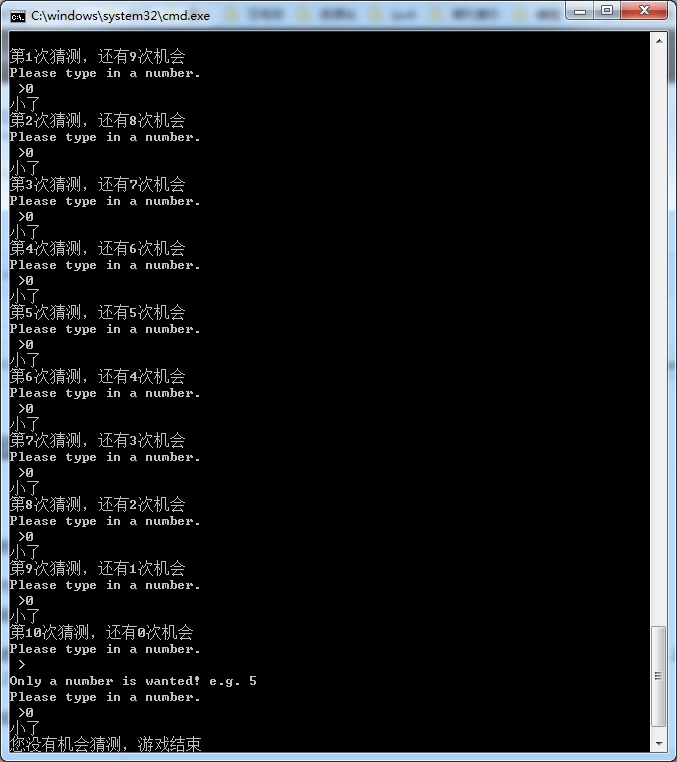 C:\windows\system32\cmd.exe
第1次猜测，还有9次机会
Please type in a number.
>0
小了
第2次猜测，还有8次机会
Please type in a number.
>0
小了
第3次猜测，还有7次机会
Please type in a number.
>0
小了
第4次猜测，还有6次机会
Please type in a number.
>0
小了
第5次猜测，还有5次机会
Please type in a number.
>0
小了
第6次猜测，还有4次机会
Please type in a number.
>0
小了
第7次猜测，还有3次机会
Please type in a number.
>0
小了
第8次猜测，还有2次机会
Please type in a number.
>0
小了
第9次猜测，还有1次机会
Please type in a number.
>0
小了
第10次猜测，还有0次机会
Please type in a number.
>
Only a number is wanted! e.g. 5
Please type in a number.
>0
小了
您没有机会猜测，游戏结束